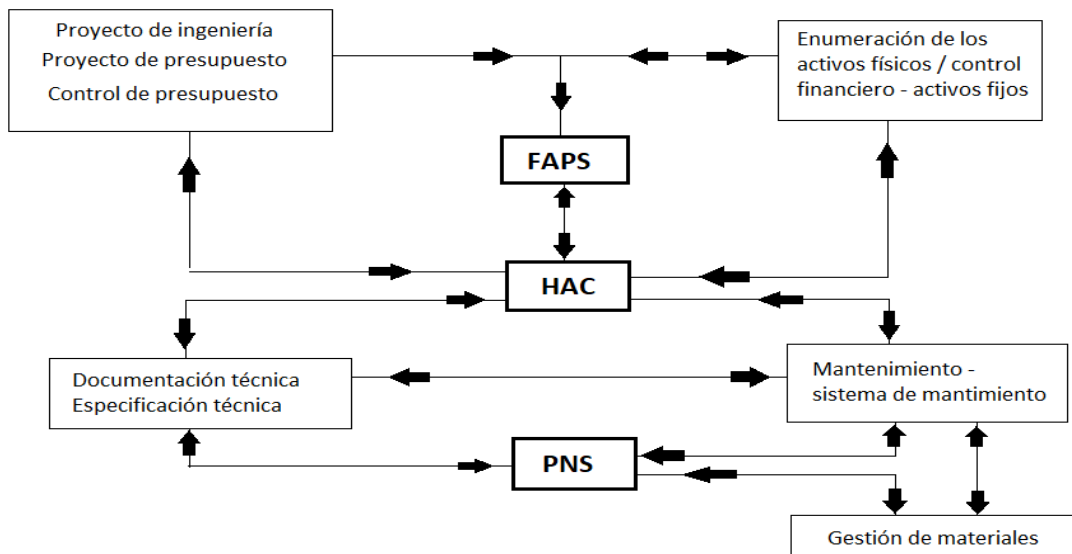 Proyecto de ingeniería
Proyecto de presupuesto
Control de presupuesto
Enumeración de los
activos físicos / control
financiero - activos fijos
FAPS
HAC
Documentación técnica
Especificación técnica
Mantenimiento -
sistema de mantimiento
PNS
Gestión de materiales